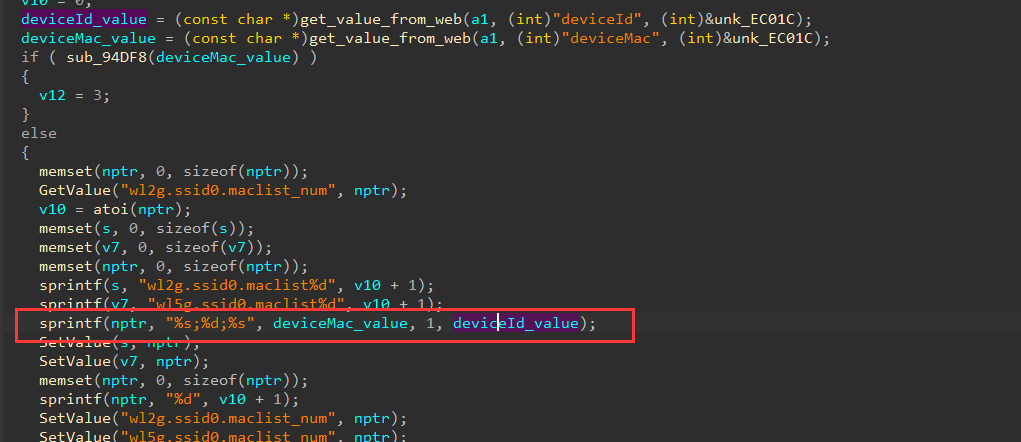 v10 = 0;
deviceId_value = (const char *)get_value_from_web(a1, (int)"deviceId", (int)&unk_EC01C);
deviceMac_value = (const char *)get_value_from_web(a1, (int)"deviceMac", (int)&unk_EC01C);
if ( sub_94DF8(deviceMac_value) )
{
v12 = 3;
}
else
{
memset(nptr, 0, sizeof(nptr));
GetValue("wl2g.ssid0.maclist_num", nptr);
v10 = atoi(nptr);
memset(s, 0, sizeof(s));
memset(v7, 0, sizeof(v7));
memset(nptr, 0, sizeof(nptr));
sprintf(s, "wl2g.ssid0.maclist%d", v10 + 1);
sprintf(v7, "wl5g.ssid0.maclist%d", v10 + 1);
sprintf(nptr, "%s;%d;%s", deviceMac_value, 1, deviceId_value);
SetValue(s, nptr);
SetValue(v7, nptr);
memset(nptr, 0, sizeof(nptr));
sprintf(nptr, "%d", v10 + 1);
SetValue("wl2g.ssid0.maclist_num", nptr);
SetValue("wl5g.ssid0.maclist_num", nptr);